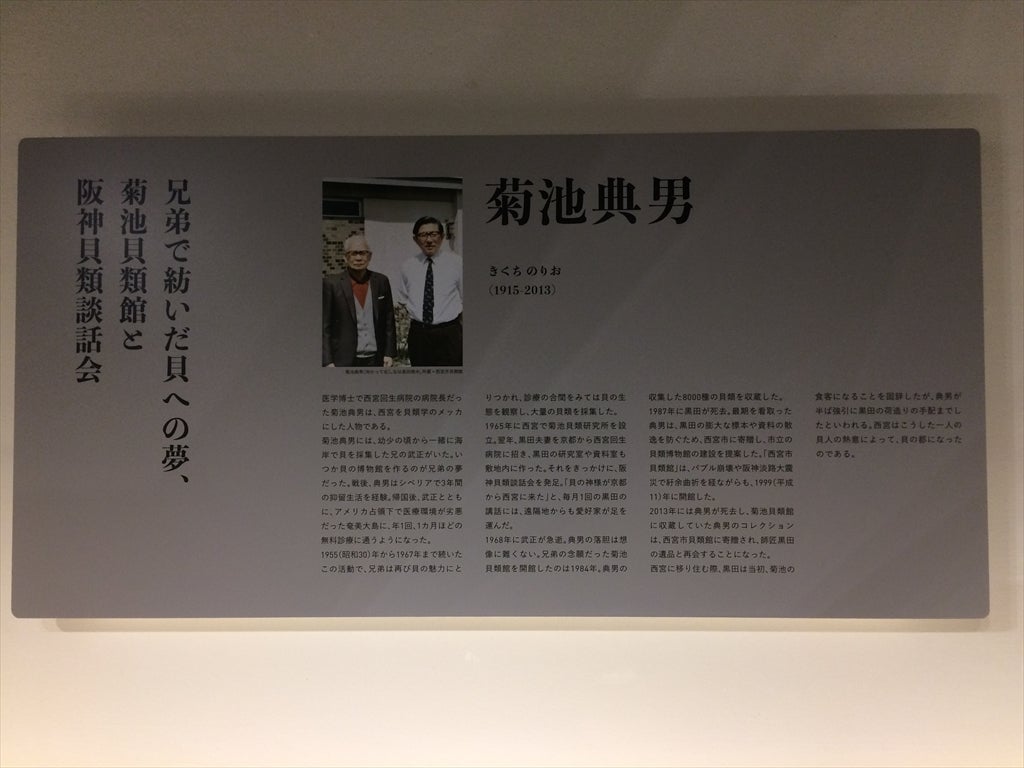 兄弟で紡いだ貝への夢、
菊池貝類館と
阪神貝類談話会
菊池典男
きくち のりお
（1915-2013）
医学博士で西宮回生病院の病院長だっ
た菊池典男は、西宮を貝類学のメッカ
にした人物である。
菊池典男には、幼少の頃から一緒に海
岸で貝を採集した兄の武正がいた。い
つか貝の博物館を作るのが兄弟の夢
だった。戦後、典男はシベリアで3年間
の抑留生活を経験。帰国後、武正ととも
に、アメリカ占領下で医療環境が劣悪
だった奄美大島に、年1回、1カ月ほどの
無料診療に通うようになった。
1955（昭和30）年から1967年まで続いた
この活動で、兄弟は再び貝の魅力にと
りつかれ、診療の合間をみては貝の生
態を観察し、大量の貝類を採集した。
1965年に西宮で菊池貝類研究所を設
立。翌年、黒田夫妻を京都から西宮回生
病院に招き、黒田の研究室や資料室も
敷地内に作った。それをきっかけに、阪
神貝類談話会を発足。「貝の神様が京都
から西宮に来た」と、毎月1回の黒田の
講話には、遠隔地からも愛好家が足を
運んだ。
1968年に武正が急逝。典男の落胆は想
像に難くない。兄弟の念願だった菊池
貝類館を開館したのは1984年。典男の
収集した8000種の貝類を収蔵した。
1987年に黒田が死去。最期を看取った
典男は、黒田の膨大な標本や資料の散
逸を防ぐため、西宮市に寄贈し、市立の
貝類博物館の建設を提案した。「西宮市
貝類館」は、バブル崩壊や阪神淡路大震
災で紆余曲折を経ながらも、1999（平成
11）年に開館した。
2013年には典男が死去し、菊池貝類館
に収蔵していた典男のコレクション
は、西宮市貝類館に寄贈され、師匠黒田
の遺品と再会することになった。
西宮に移り住む際、黒田は当初、菊池の
食客になることを固辞したが、典男が
半ば強引に黒田の荷造りの手配までし
たといわれる。西宮はこうした一人の
貝人の熱意によって、貝の都になった
のである。